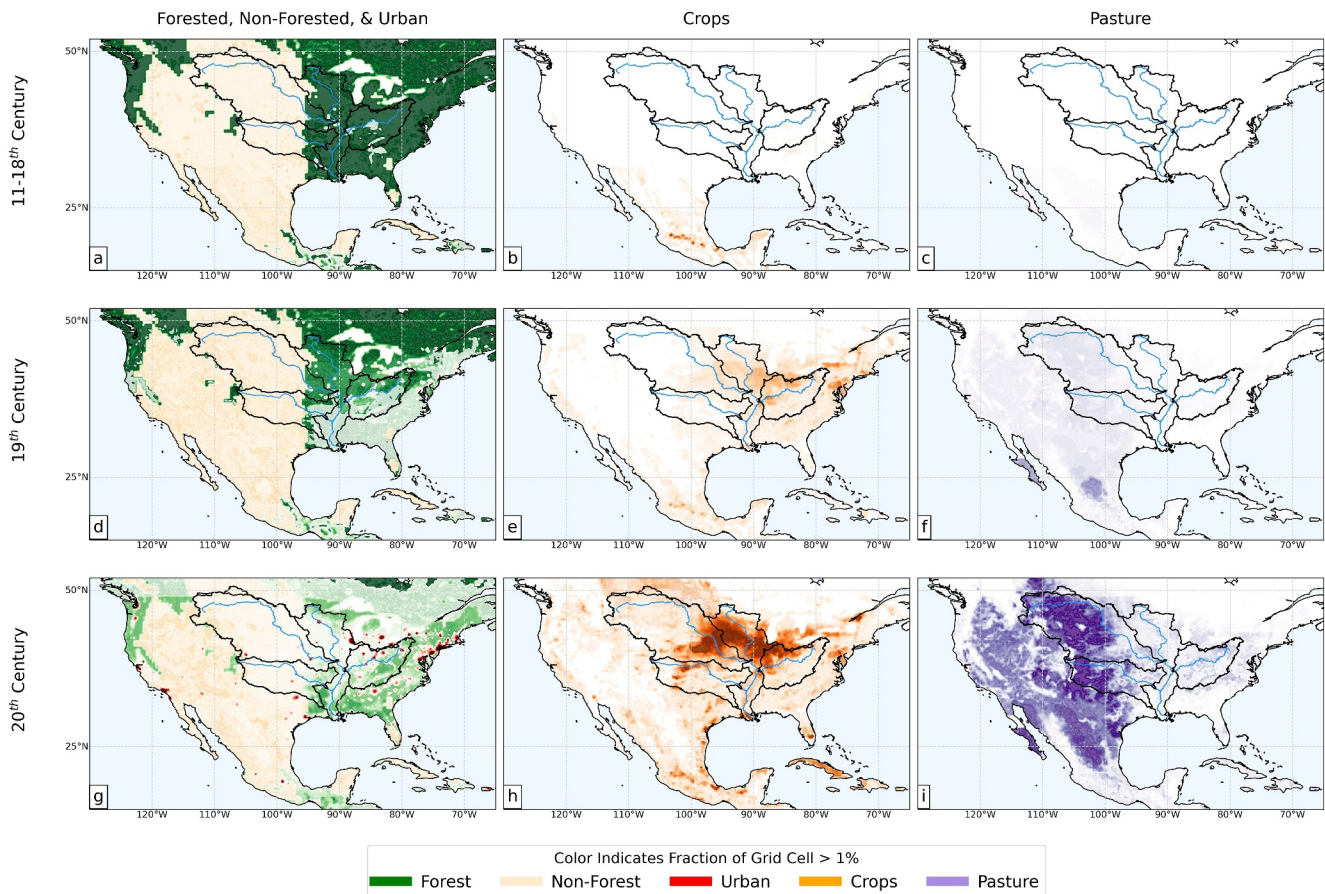 Forested, Non-Forested, & Urban Crops Pasture
11-18th Century
50°N
25°N
a b c
120°W 110°W 100°W 90°W 80°W 70°W 120°W 110°W 100°W 90°W 80°W 70°W 120°W 110°W 100°W 90°W 80°W 70°W
19th Century
50°N
25°N
d e f
120°W 110°W 100°W 90°W 80°W 70°W 120°W 110°W 100°W 90°W 80°W 70°W 120°W 110°W 100°W 90°W 80°W 70°W
20th Century
50°N
25°N
g h i
120°W 110°W 100°W 90°W 80°W 70°W 120°W 110°W 100°W 90°W 80°W 70°W 120°W 110°W 100°W 90°W 80°W 70°W
Color Indicates Fraction of Grid Cell > 1%
Forest Non-Forest Urban Crops Pasture